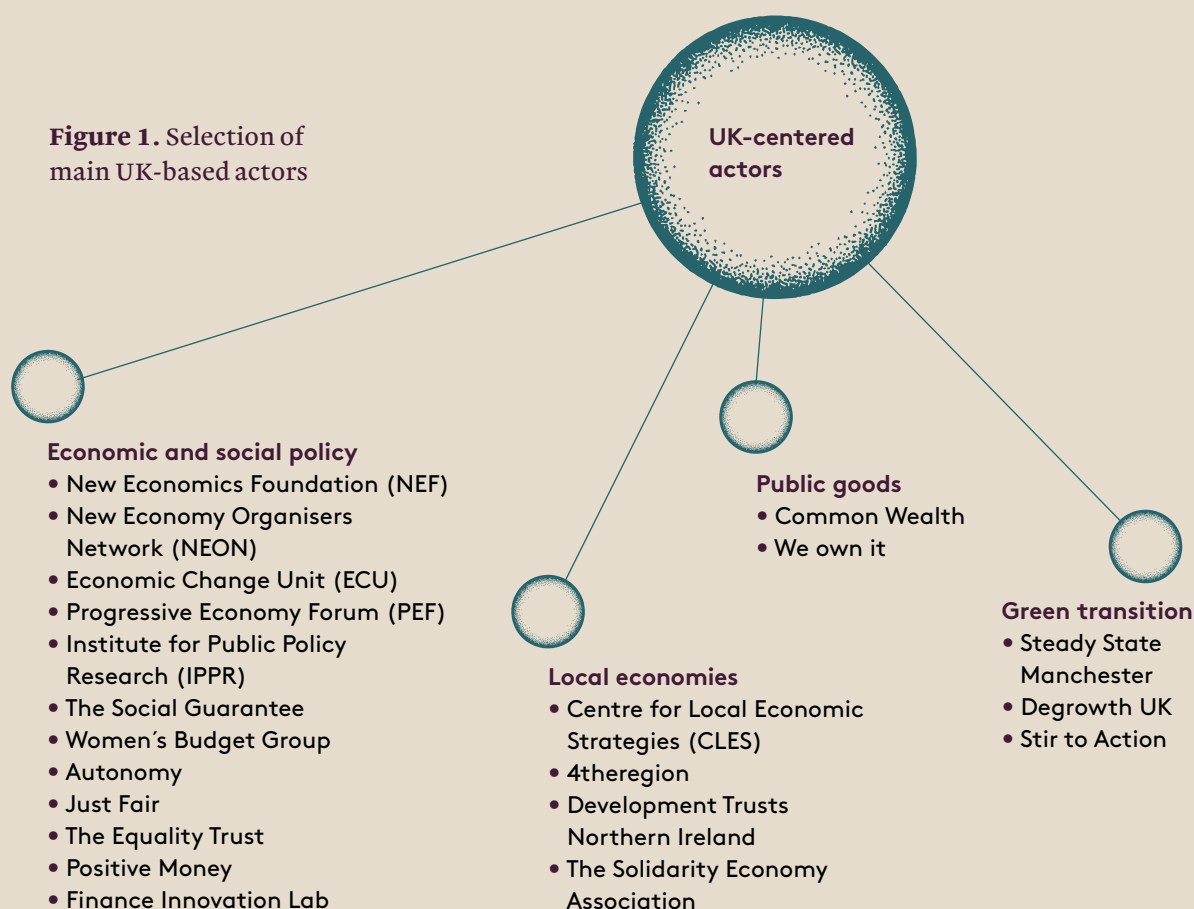 Figure 1. Selection of
main UK-based actors
UK-centered
actors
Economic and social policy
• New Economics Foundation (NEF)
• New Economy Organisers
Network (NEON)
• Economic Change Unit (ECU)
• Progressive Economy Forum (PEF)
• Institute for Public Policy
Research (IPPR)
• The Social Guarantee
• Women´s Budget Group
• Autonomy
• Just Fair
• The Equality Trust
• Positive Money
• Finance Innovation Lab
Local economies
• Centre for Local Economic
Strategies (CLES)
• 4theregion
• Development Trusts
Northern Ireland
• The Solidarity Economy
Association
Public goods
• Common Wealth
• We own it
Green transition
• Steady State
Manchester
• Degrowth UK
• Stir to Action